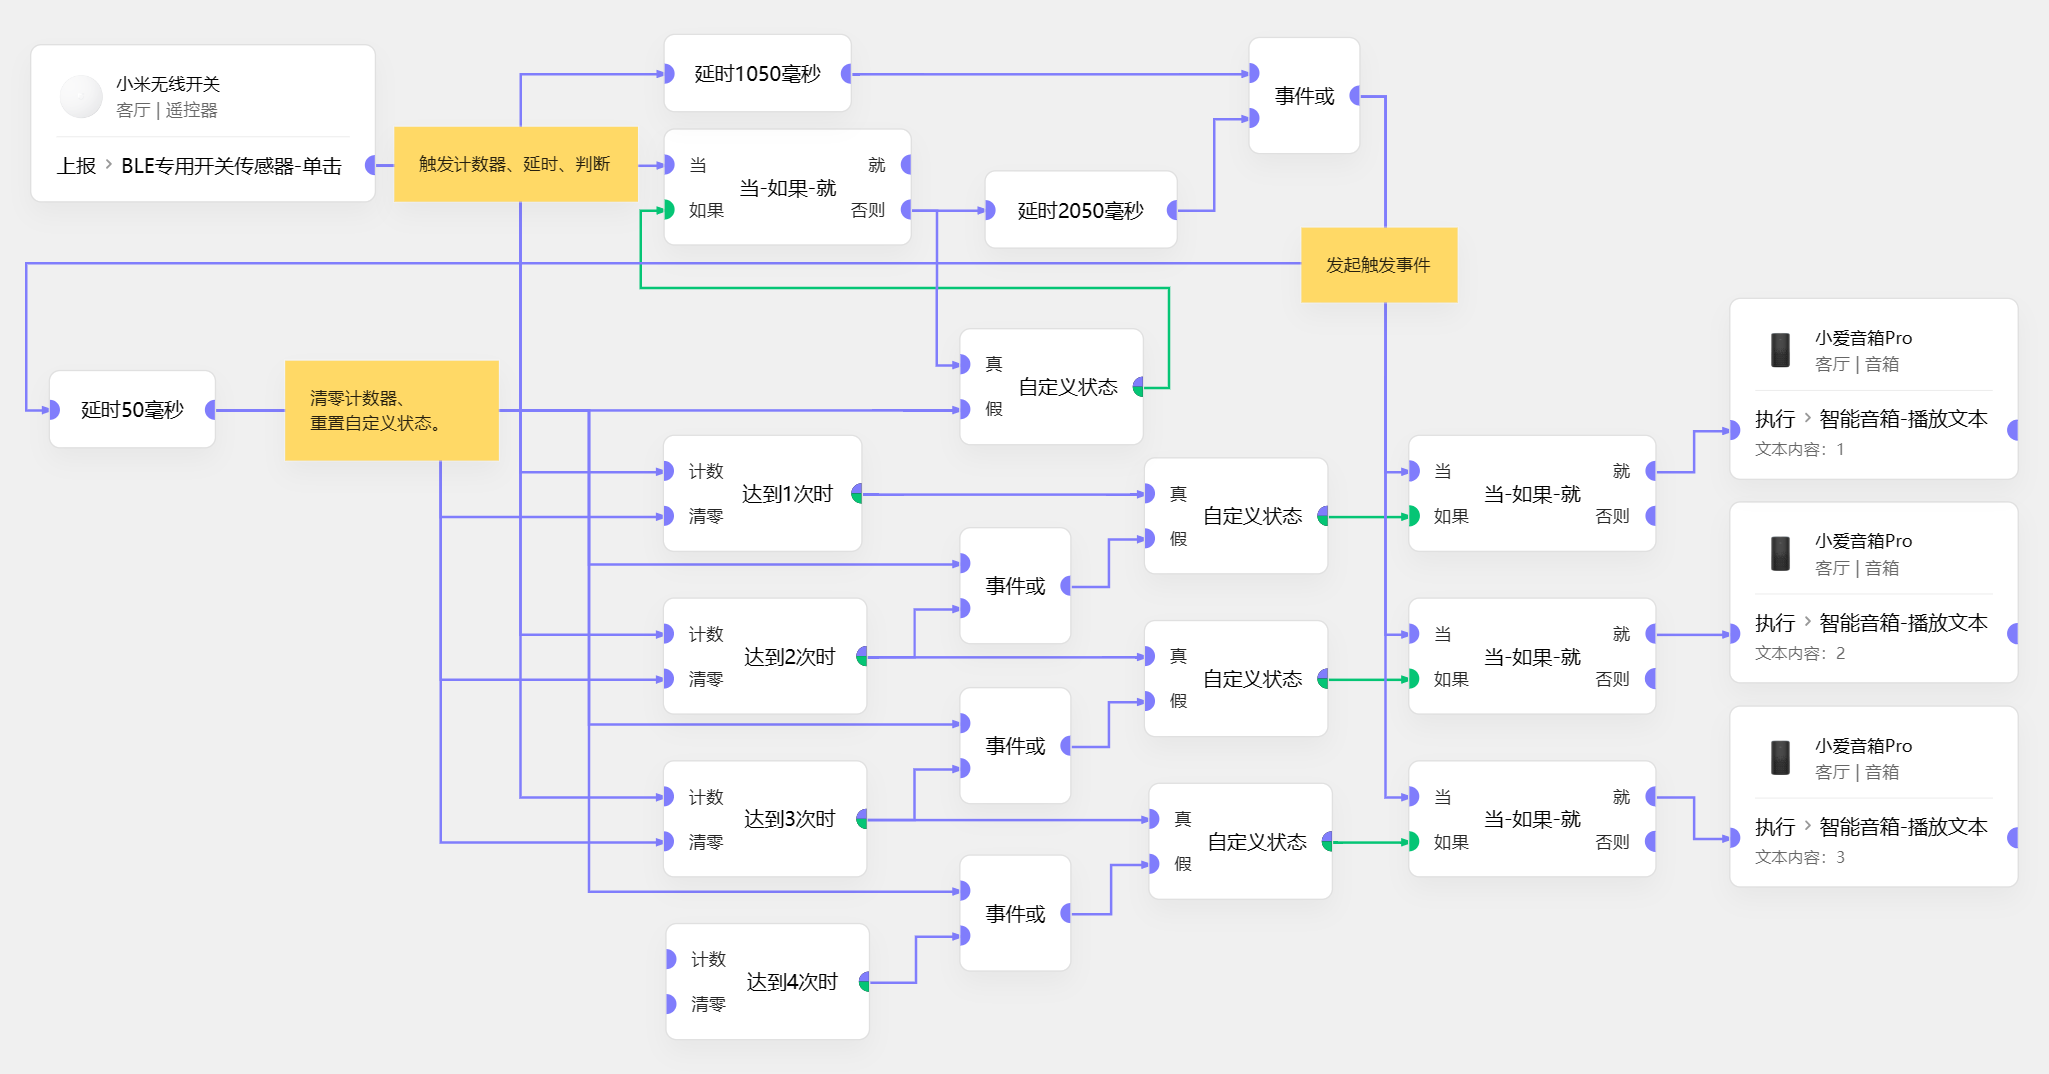 小米无线开关
客厅 | 遥控器
上报 > BLE专用开关传感器-单击
触发计数器、延时、判断
延时1050毫秒
当
如果
当-如果-就
就
否则
延时2050毫秒
事件或
发起触发事件
延时50毫秒
清零计数器、
重置自定义状态。
真
假
自定义状态
计数
清零
达到1次时
真
假
自定义状态
当
如果
当-如果-就
就
否则
小爱音箱Pro
客厅 | 音箱
执行 > 智能音箱-播放文本
文本内容：1
事件或
计数
清零
达到2次时
真
假
自定义状态
当
如果
当-如果-就
就
否则
小爱音箱Pro
客厅 | 音箱
执行 > 智能音箱-播放文本
文本内容：2
事件或
计数
清零
达到3次时
真
假
自定义状态
当
如果
当-如果-就
就
否则
小爱音箱Pro
客厅 | 音箱
执行 > 智能音箱-播放文本
文本内容：3
事件或
计数
清零
达到4次时